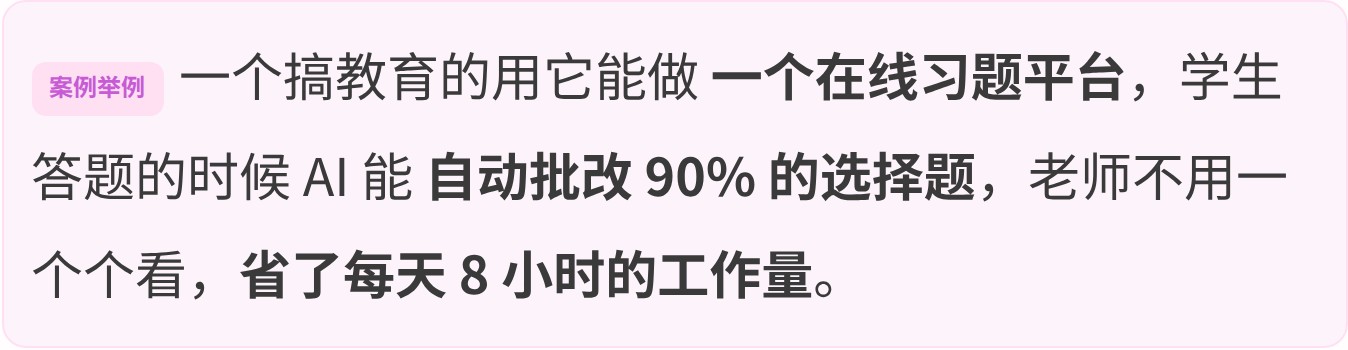 案例举例 一个搞教育的用它能做 一个在线习题平台，学生
答题的时候 AI 能 自动批改 90% 的选择题，老师不用一
个个看，省了每天 8 小时的工作量。